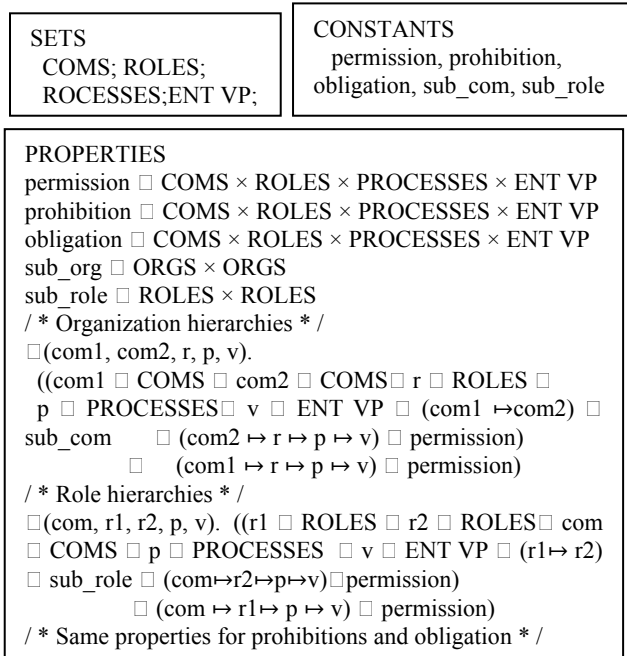 SETS
COMS; ROLES;
ROCESSES;ENT VP;
CONSTANTS
permission, prohibition,
obligation, sub_com, sub_role
PROPERTIES
permission □ COMS × ROLES × PROCESSES × ENT VP
prohibition □ COMS × ROLES × PROCESSES × ENT VP
obligation □ COMS × ROLES × PROCESSES × ENT VP
sub_org □ ORGS × ORGS
sub_role □ ROLES × ROLES
/ * Organization hierarchies * /
□(com1, com2, r, p, v).
((com1 □ COMS □ com2 □ COMS□ r □ ROLES □
p □ PROCESSES□ v □ ENT VP □ (com1 ↦com2) □
sub_com □ (com2 ↦ r ↦ p ↦ v) □ permission)
□ (com1 ↦ r ↦ p ↦ v) □ permission)
/ * Role hierarchies * /
□(com, r1, r2, p, v). ((r1 □ ROLES □ r2 □ ROLES□ com
□ COMS □ p □ PROCESSES □ v □ ENT VP □ (r1↦ r2)
□ sub_role □ (com↦r2↦p↦v)□permission)
□ (com ↦ r1↦ p ↦ v) □ permission)
/ * Same properties for prohibitions and obligation * /